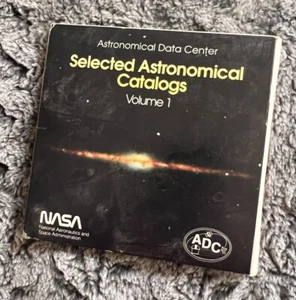 Astronomical Data Center
Selected Astronomical
Catalogs
Volume 1
NASA
National Aeronautics and
Space Administration
ADC